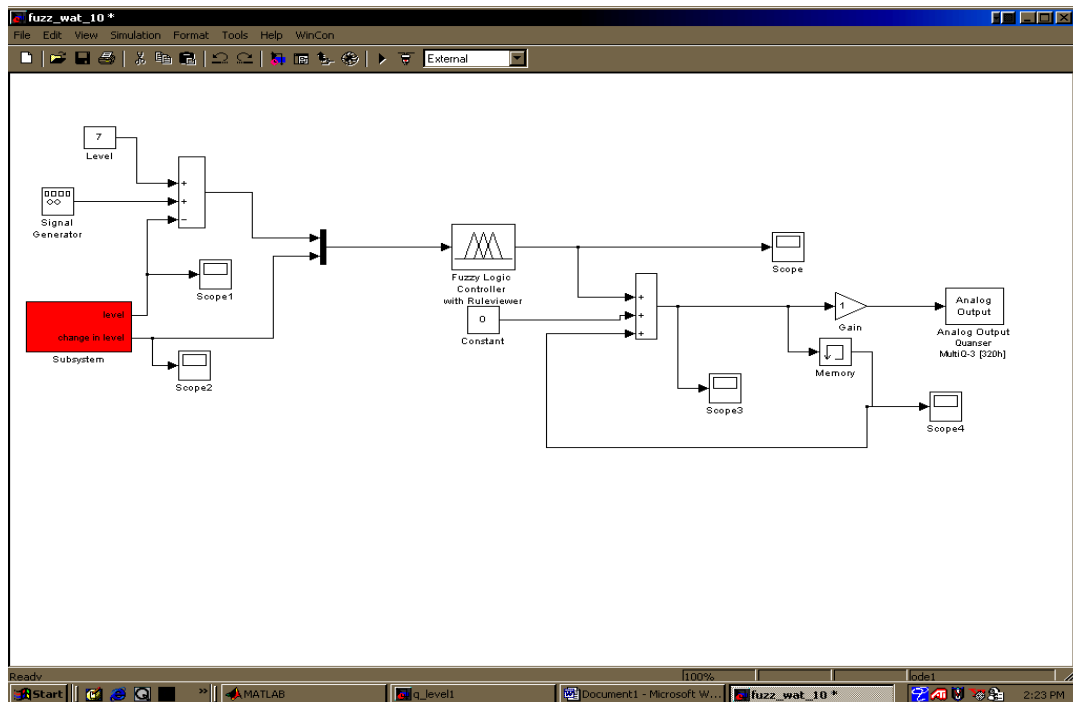 fuzz_wat_10 *
File Edit View Simulation Format Tools Help WinCon
External
7
Level
Signal
Generator
+
+
−
Scope1
level
change in level
Subsystem
Scope2
Fuzzy Logic
Controller
with Ruleviewer
0
Constant
+
+
+
Scope
Scope3
1
Gain
Memory
Analog
Output
Analog Output
Quanser
MultiQ-3 [320h]
Scope4
Ready
100%
ode1
Start
»
MATLAB
q_level1
Document1 - Microsoft W...
fuzz_wat_10 *
2:23 PM